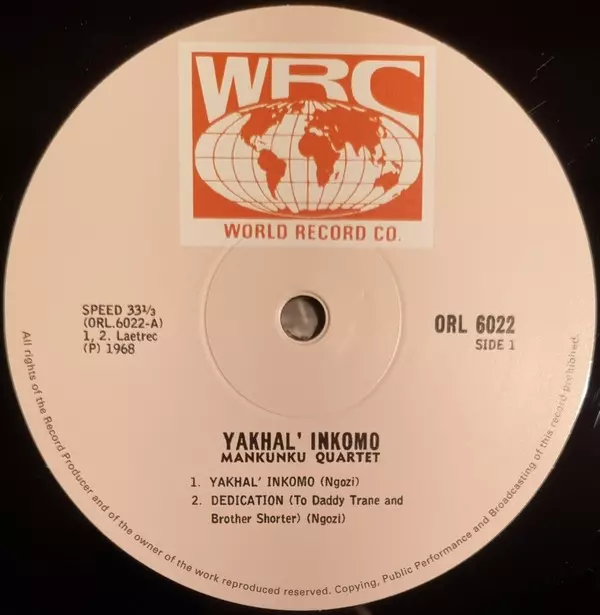 WRC
WORLD RECORD CO.
SPEED 33⅓
(ORL.6022-A)
1, 2. Laetrec
(P) 1968
ORL 6022
SIDE 1
YAKHAL' INKOMO
MANKUNKU QUARTET
1. YAKHAL' INKOMO (Ngozi)
2. DEDICATION (To Daddy Trane and
Brother Shorter) (Ngozi)
All rights of the Record Producer and of the owner of the work reproduced reserved. Copying, Public Performance and Broadcasting of this record prohibited.